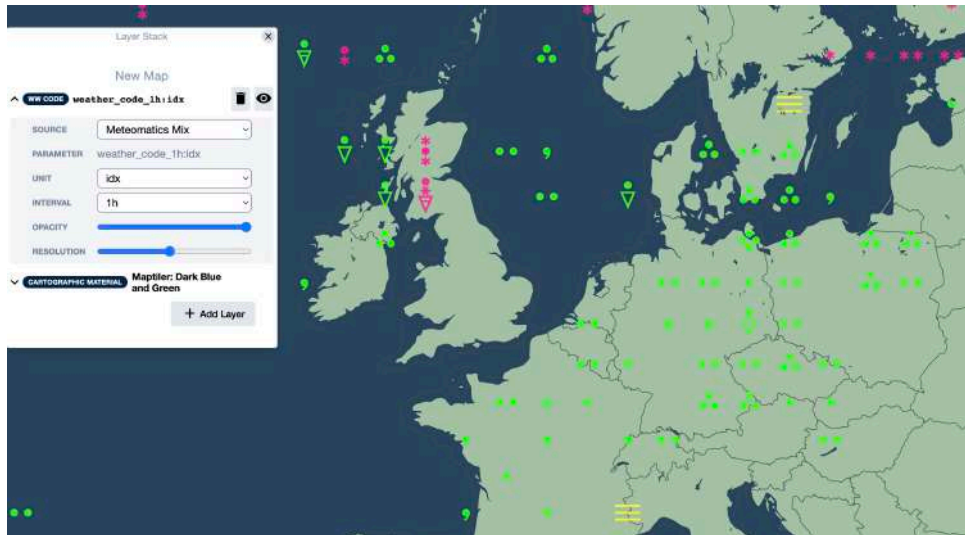 Layer Stack
New Map
WW CODE weather_code_1h:idx
SOURCE Meteomatics Mix
PARAMETER weather_code_1h:idx
UNIT idx
INTERVAL 1h
OPACITY
RESOLUTION
CARTOGRAPHIC MATERIAL Maptiler: Dark Blue
and Green
+ Add Layer